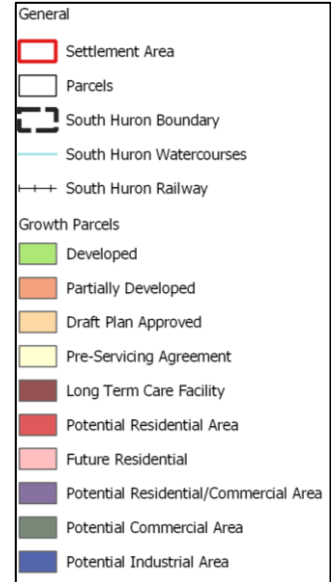 General
Settlement Area
Parcels
South Huron Boundary
South Huron Watercourses
South Huron Railway
Growth Parcels
Developed
Partially Developed
Draft Plan Approved
Pre-Servicing Agreement
Long Term Care Facility
Potential Residential Area
Future Residential
Potential Residential/Commercial Area
Potential Commercial Area
Potential Industrial Area